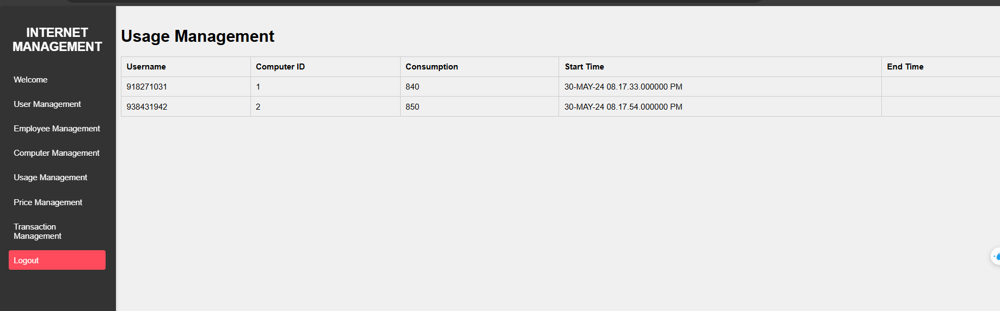 INTERNET
MANAGEMENT
Welcome
User Management
Employee Management
Computer Management
Usage Management
Price Management
Transaction
Management
Logout
Usage Management
Username Computer ID Consumption Start Time End Time
918271031 1 840 30-MAY-24 08.17.33.000000 PM
938431942 2 850 30-MAY-24 08.17.54.000000 PM